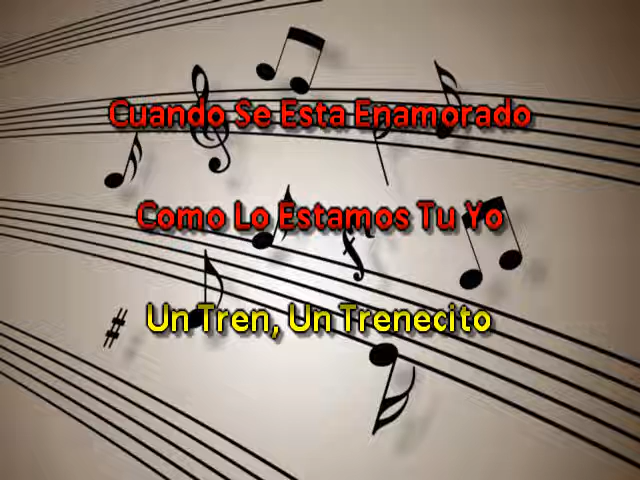 Cuando Se Esta Enamorado
Como Lo Estamos Tu Yo
Un Tren, Un Trenecito